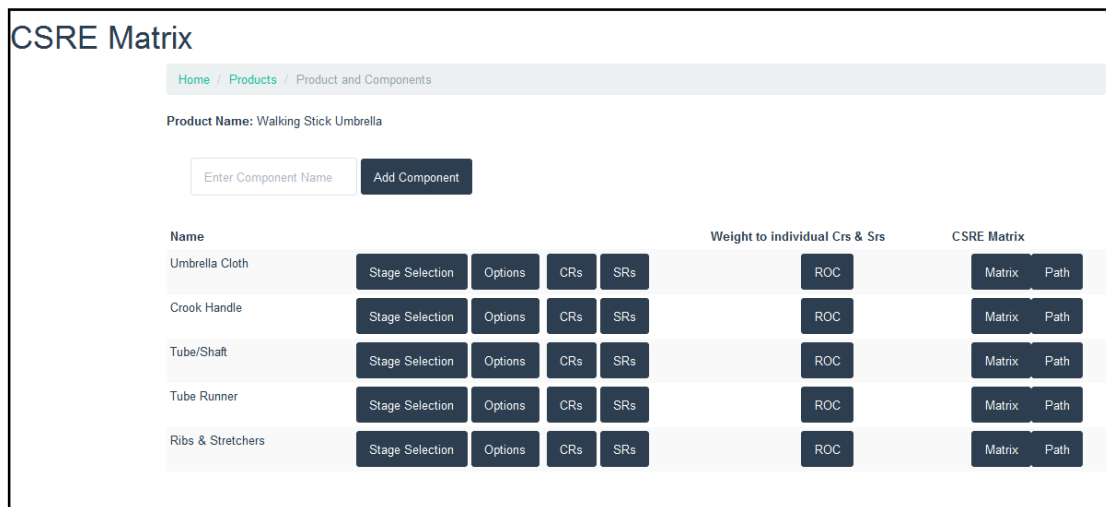 CSRE Matrix
Home / Products / Product and Components
Product Name: Walking Stick Umbrella
Enter Component Name Add Component
Name Weight to individual Crs & Srs CSRE Matrix
Umbrella Cloth Stage Selection Options CRs SRs ROC Matrix Path
Crook Handle Stage Selection Options CRs SRs ROC Matrix Path
Tube/Shaft Stage Selection Options CRs SRs ROC Matrix Path
Tube Runner Stage Selection Options CRs SRs ROC Matrix Path
Ribs & Stretchers Stage Selection Options CRs SRs ROC Matrix Path